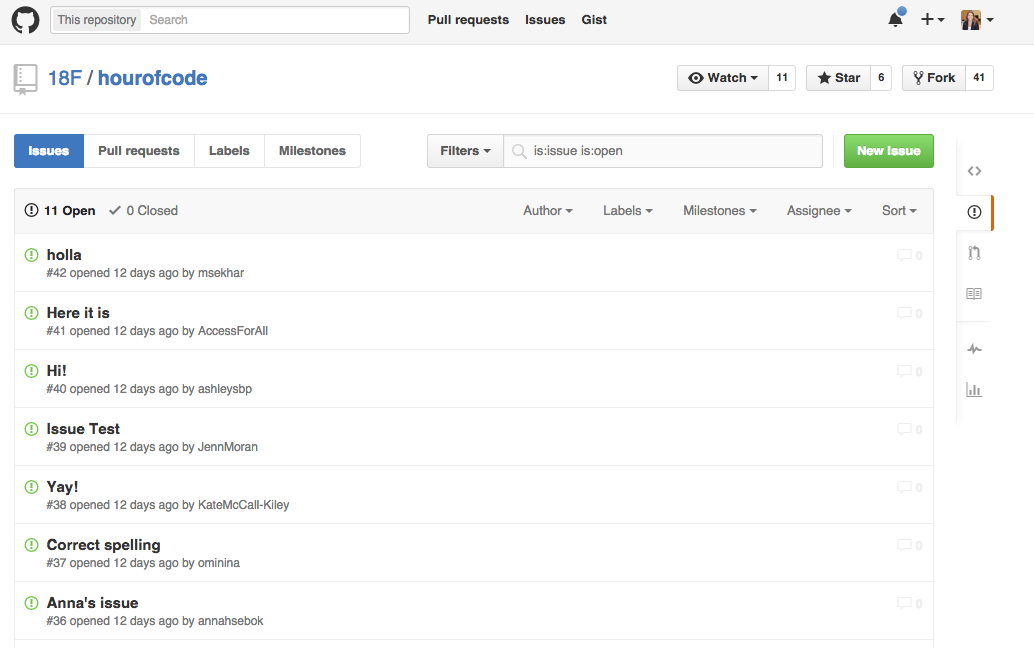 This repository Search Pull requests Issues Gist
18F / hourofcode Watch 11 Star 6 Fork 41
Issues Pull requests Labels Milestones Filters is:issue is:open New Issue
11 Open 0 Closed Author Labels Milestones Assignee Sort
holla 0
#42 opened 12 days ago by msekhar
Here it is 0
#41 opened 12 days ago by AccessForAll
Hi! 0
#40 opened 12 days ago by ashleysbp
Issue Test 0
#39 opened 12 days ago by JennMoran
Yay! 0
#38 opened 12 days ago by KateMcCall-Kiley
Correct spelling 0
#37 opened 12 days ago by ominina
Anna's issue 0
#36 opened 12 days ago by annahsebok